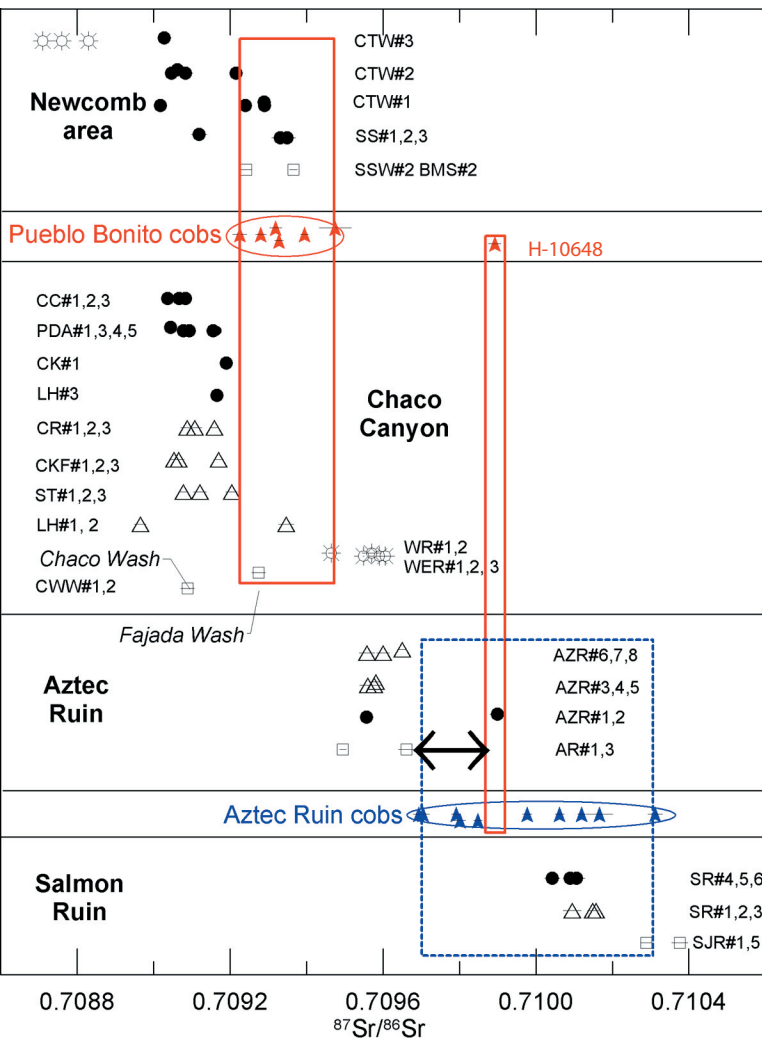 CTW#3
CTW#2
Newcomb
area
CTW#1
SS#1,2,3
SSW#2 BMS#2
Pueblo Bonito cobs
H-10648
CC#1,2,3
PDA#1,3,4,5
CK#1
LH#3
Chaco
Canyon
CR#1,2,3
CKF#1,2,3
ST#1,2,3
LH#1, 2
WR#1,2
Chaco Wash
WER#1,2, 3
CWW#1,2
Fajada Wash
AZR#6,7,8
Aztec
Ruin
AZR#3,4,5
AZR#1,2
AR#1,3
Aztec Ruin cobs
Salmon
Ruin
SR#4,5,6
SR#1,2,3
SJR#1,5
0.7088 0.7092 0.7096 0.7100 0.7104
⁸⁷Sr/⁸⁶Sr